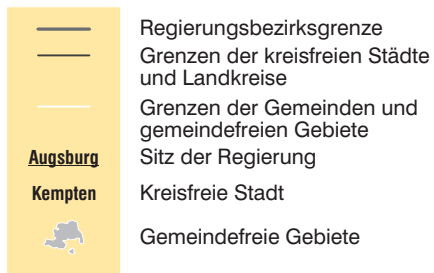 Regierungsbezirksgrenze
Grenzen der kreisfreien Städte
und Landkreise
Grenzen der Gemeinden und
gemeindefreien Gebiete
Augsburg Sitz der Regierung
Kempten Kreisfreie Stadt
Gemeindefreie Gebiete